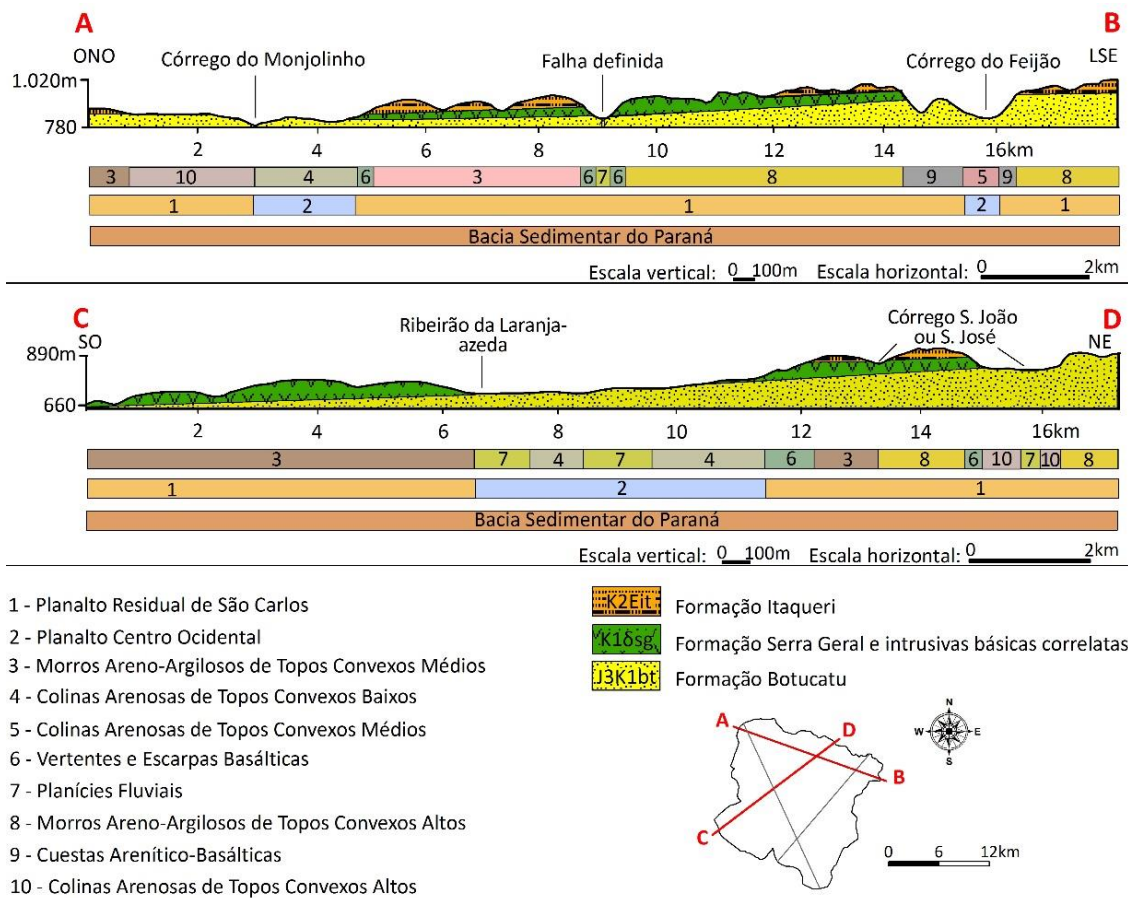 A
B
ONO
Córrego do Monjolinho
Falha definida
Córrego do Feijão
LSE
1.020m
780
2 4 6 8 10 12 14 16km
3 10 4 6 3 6 7 6 8 9 5 9 8
1 2 1 2 1
Bacia Sedimentar do Paraná
Escala vertical: 0 100m Escala horizontal: 0 2km
C
D
SO
Ribeirão da Laranja-
azeda
Córrego S. João
ou S. José
NE
890m
660
2 4 6 8 10 12 14 16km
3 7 4 7 4 6 3 8 6 10 7 10 8
1 2 1
Bacia Sedimentar do Paraná
Escala vertical: 0 100m Escala horizontal: 0 2km
1 - Planalto Residual de São Carlos
2 - Planalto Centro Ocidental
3 - Morros Areno-Argilosos de Topos Convexos Médios
4 - Colinas Arenosas de Topos Convexos Baixos
5 - Colinas Arenosas de Topos Convexos Médios
6 - Vertentes e Escarpas Basálticas
7 - Planícies Fluviais
8 - Morros Areno-Argilosos de Topos Convexos Altos
9 - Cuestas Arenítico-Basálticas
10 - Colinas Arenosas de Topos Convexos Altos
K2Eit Formação Itaqueri
K1δsg Formação Serra Geral e intrusivas básicas correlatas
J3K1bt Formação Botucatu
A
D
B
C
N
W E
S
0 6 12km